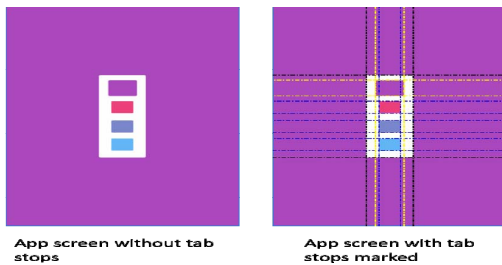 App screen without tab
stops
App screen with tab
stops marked